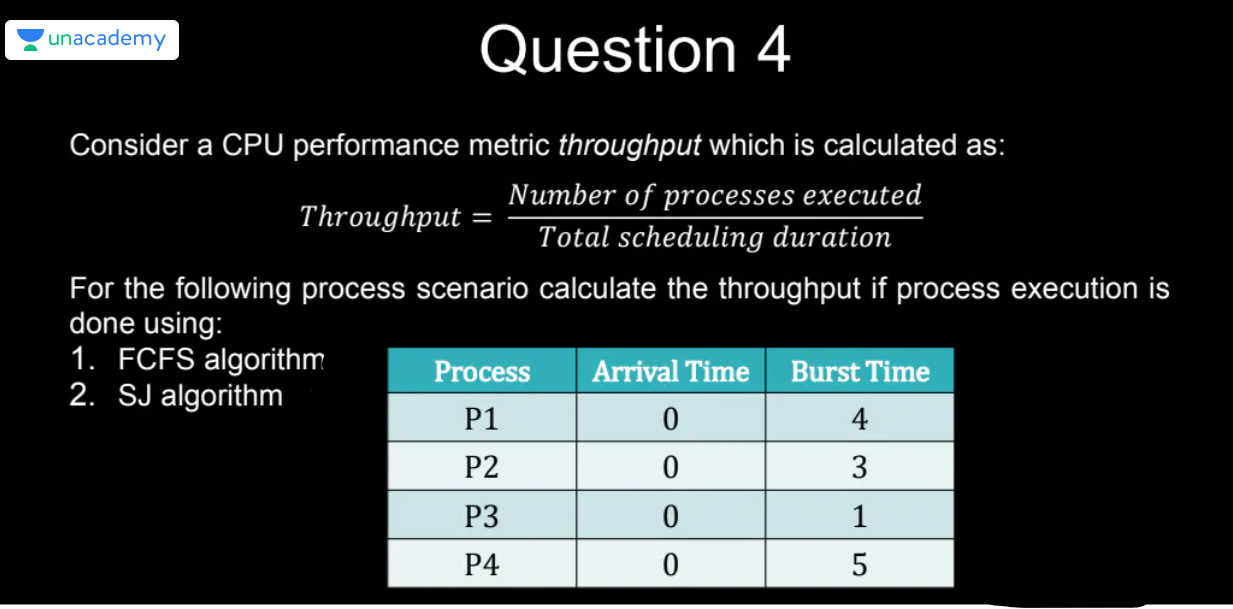 unacademy
Question 4
Consider a CPU performance metric throughput which is calculated as:
Throughput = Number of processes executed / Total scheduling duration
For the following process scenario calculate the throughput if process execution is
done using:
1. FCFS algorithm
2. SJ algorithm
Process Arrival Time Burst Time
P1 0 4
P2 0 3
P3 0 1
P4 0 5